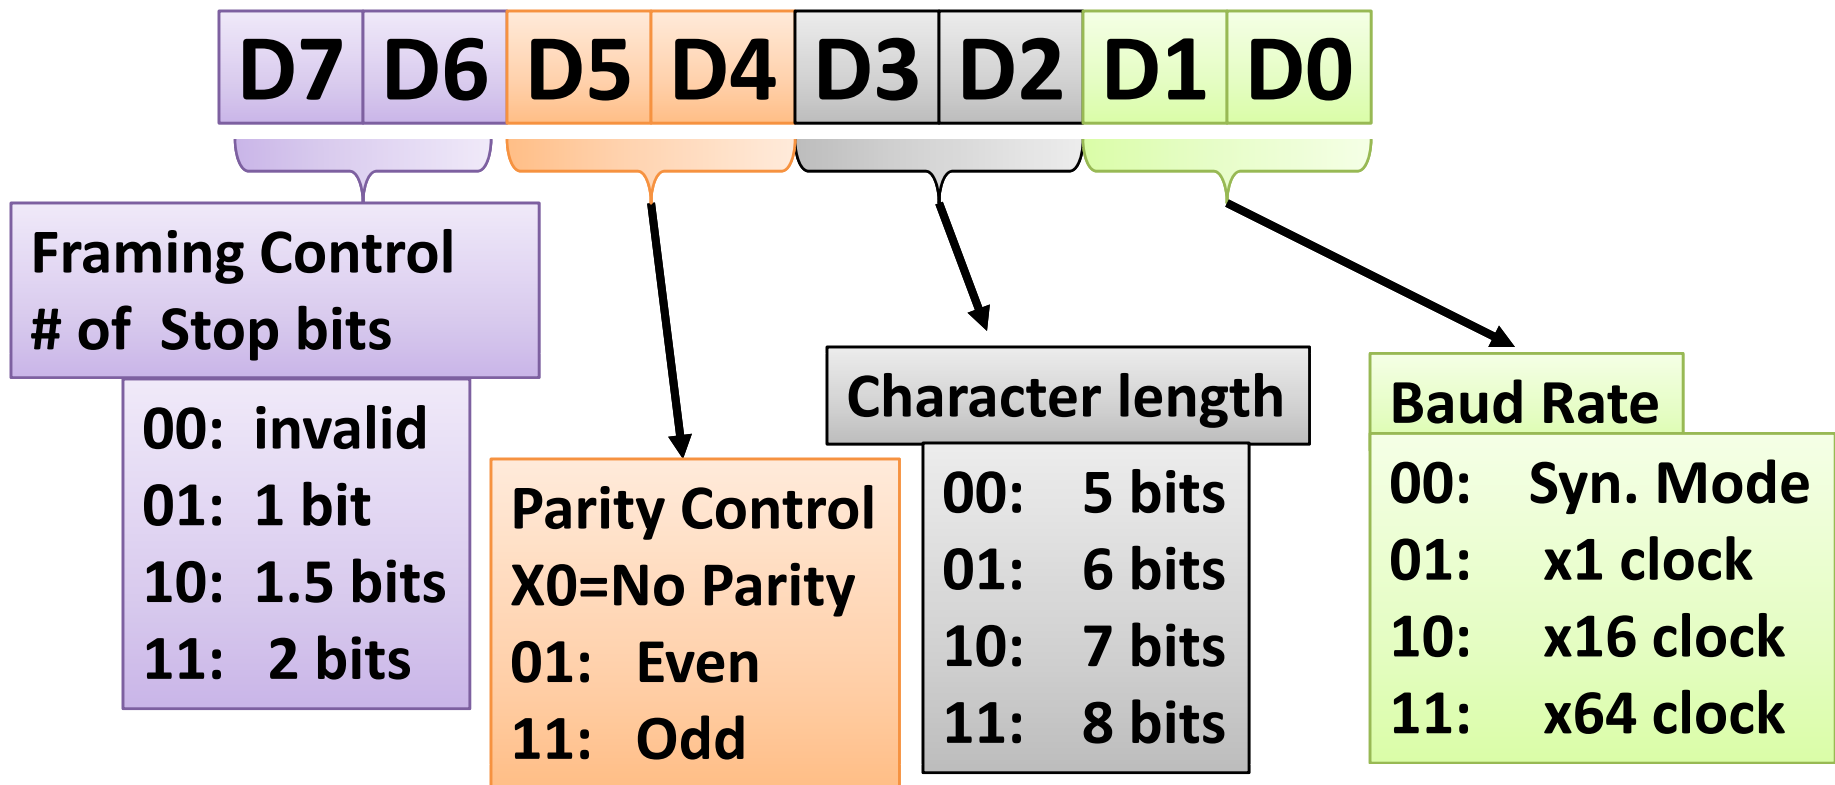 D7 D6 D5 D4 D3 D2 D1 D0
Framing Control
# of Stop bits
00: invalid
01: 1 bit
10: 1.5 bits
11: 2 bits
Parity Control
X0=No Parity
01: Even
11: Odd
Character length
00: 5 bits
01: 6 bits
10: 7 bits
11: 8 bits
Baud Rate
00: Syn. Mode
01: x1 clock
10: x16 clock
11: x64 clock